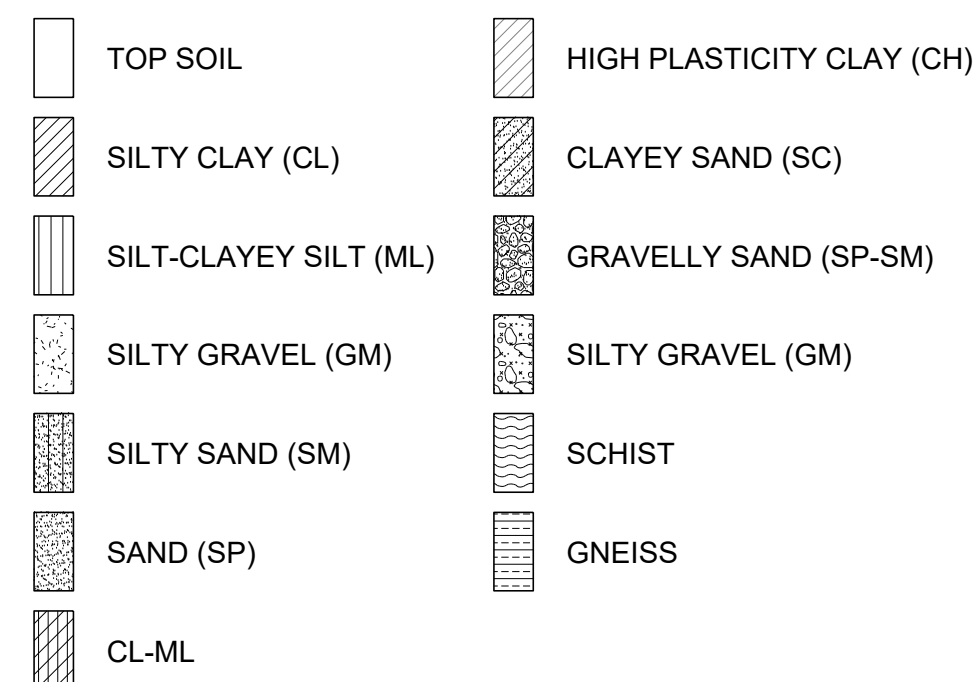 TOP SOIL
SILTY CLAY (CL)
SILT-CLAYEY SILT (ML)
SILTY GRAVEL (GM)
SILTY SAND (SM)
SAND (SP)
CL-ML
HIGH PLASTICITY CLAY (CH)
CLAYEY SAND (SC)
GRAVELLY SAND (SP-SM)
SILTY GRAVEL (GM)
SCHIST
GNEISS